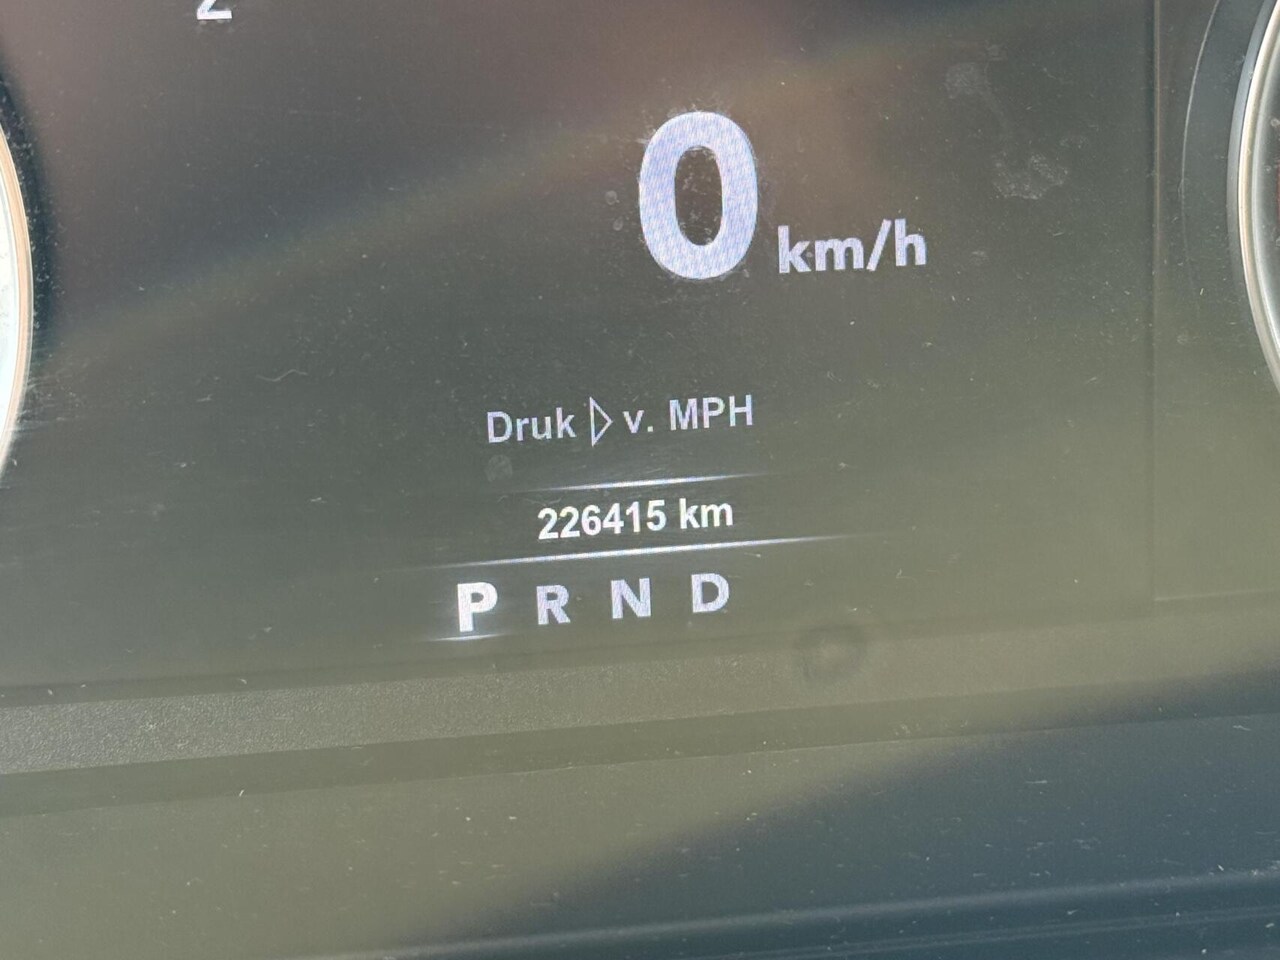 0 km/h
Druk ▷ v. MPH
226415 km
P R N D